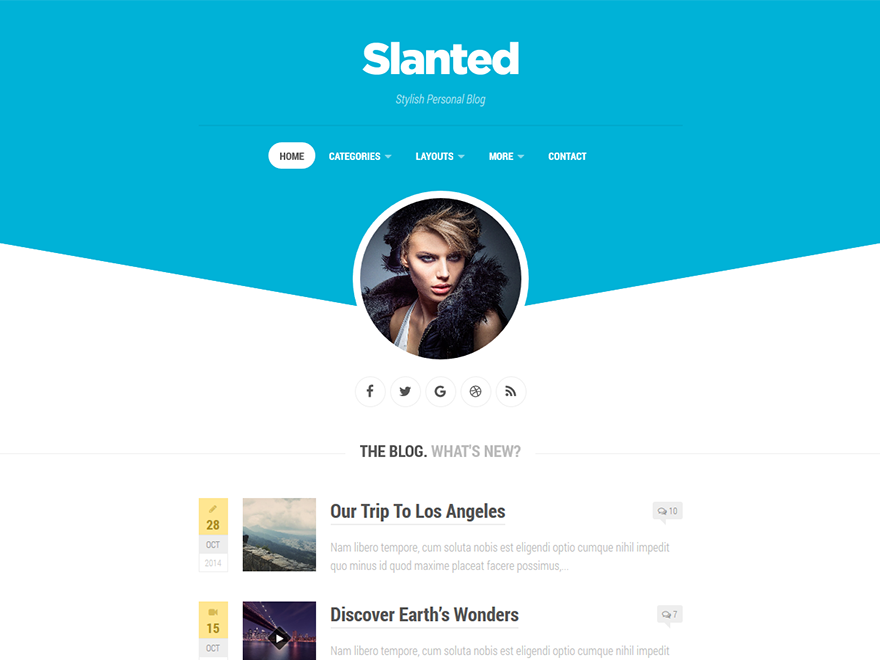 Slanted
Stylish Personal Blog
HOME CATEGORIES LAYOUTS MORE CONTACT
THE BLOG. WHAT'S NEW?
28
OCT
2014
Our Trip To Los Angeles
10
Nam libero tempore, cum soluta nobis est eligendi optio cumque nihil impedit
quo minus id quod maxime placeat facere possimus,...
15
OCT
Discover Earth’s Wonders
7
Nam libero tempore, cum soluta nobis est eligendi optio cumque nihil impedit